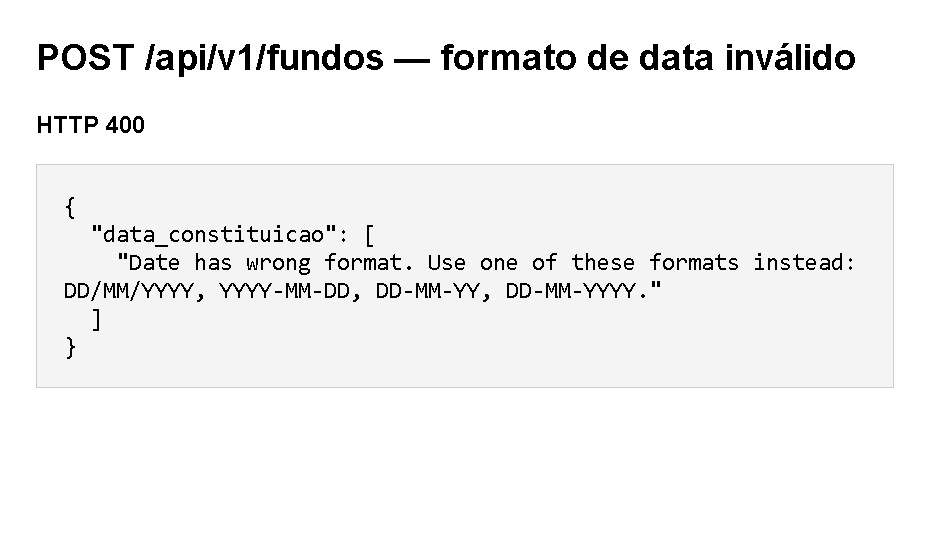 POST /api/v1/fundos — formato de data inválido
HTTP 400
{
"data_constituicao": [
"Date has wrong format. Use one of these formats instead:
DD/MM/YYYY, YYYY-MM-DD, DD-MM-YY, DD-MM-YYYY."
]
}